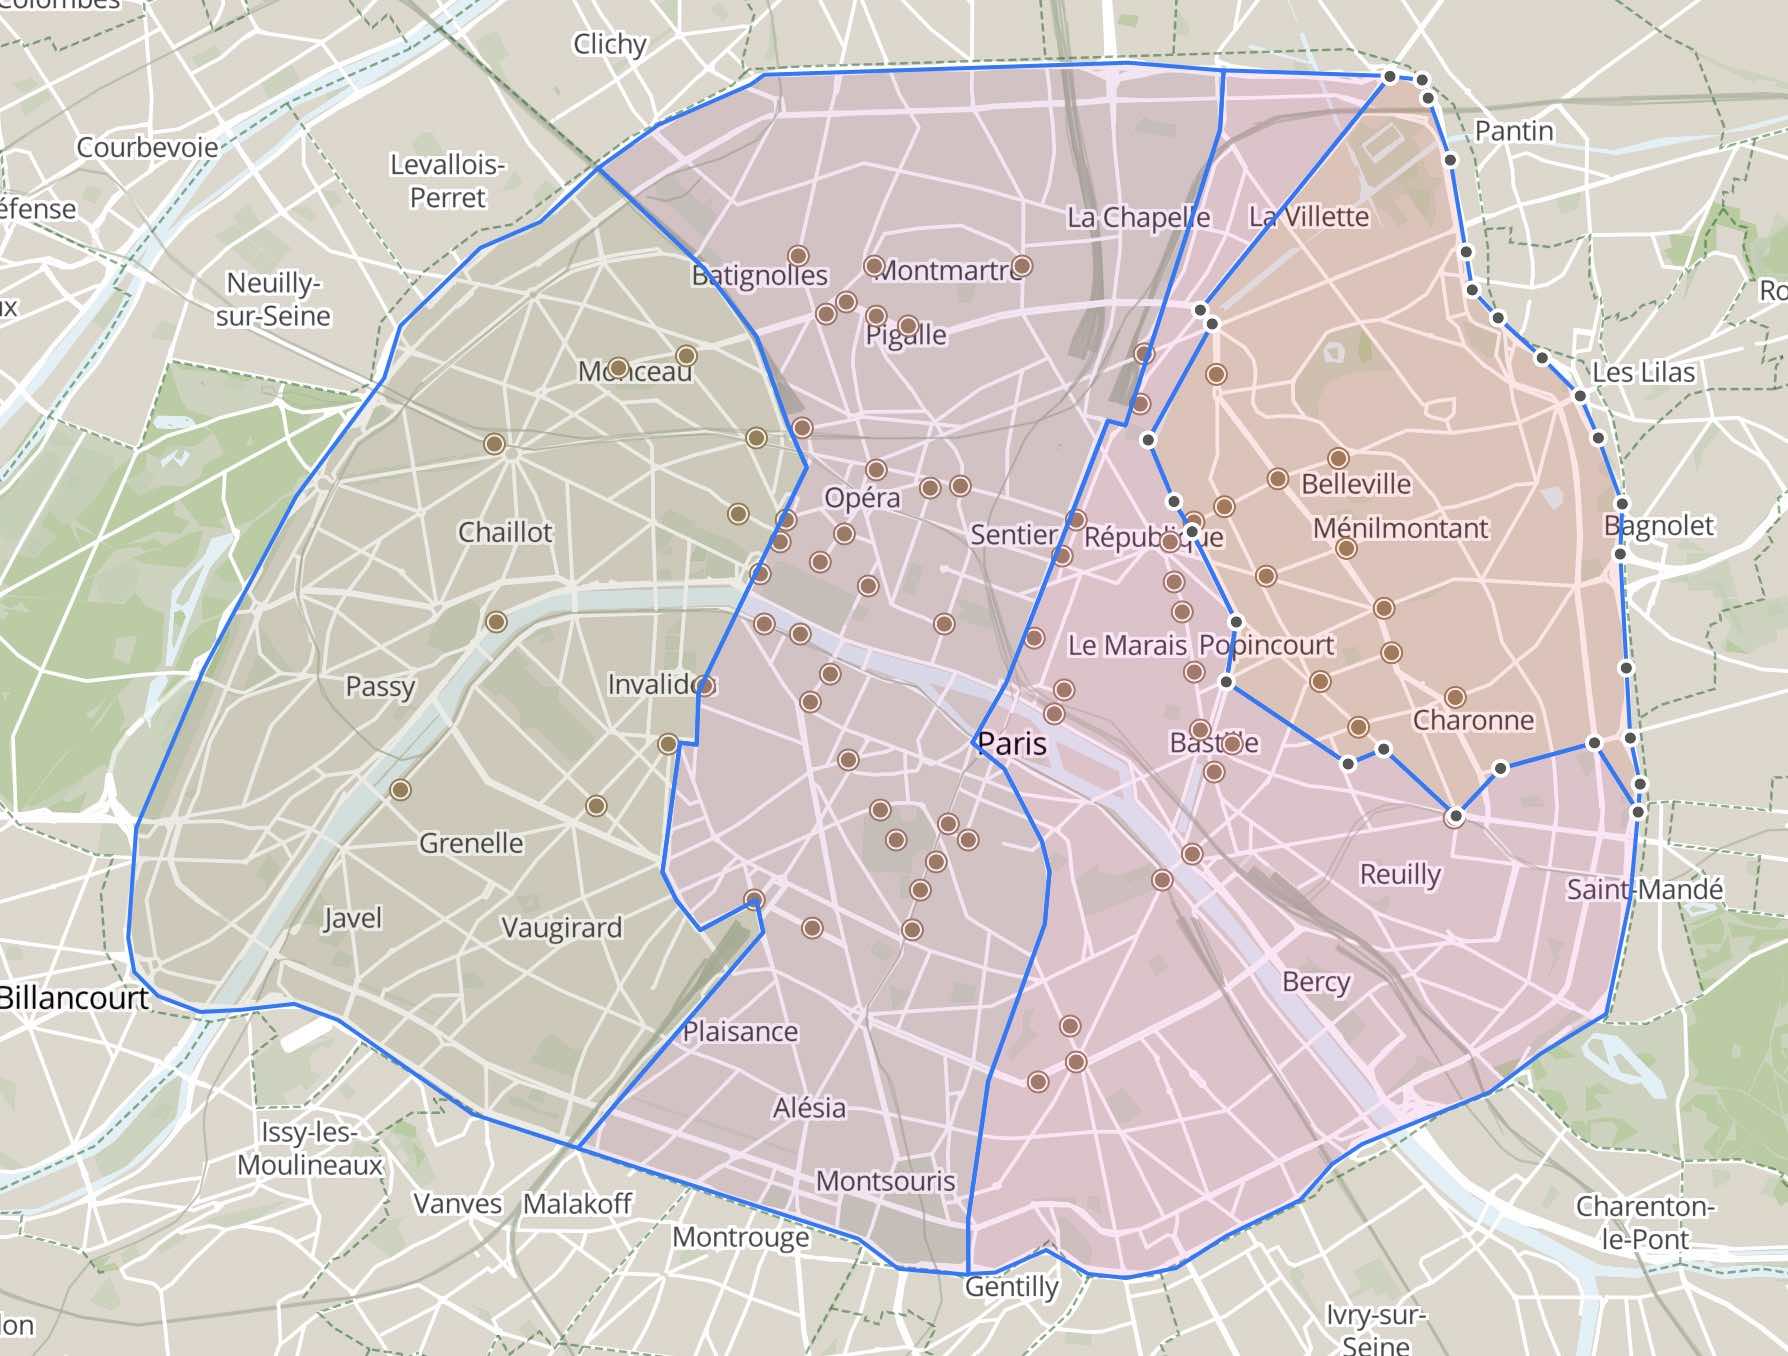 Colombes
Clichy
Courbevoie
Pantin
Levallois-
Perret
éfense
La Chapelle
La Villette
Batignolles
Montmartre
Neuilly-
sur-Seine
Ro
ux
Pigalle
Monceau
Les Lilas
Opéra
Belleville
Chaillot
Sentier
République
Ménilmontant
Bagnolet
Le Marais
Popincourt
Passy
Invalides
Charonne
Paris
Bastille
Grenelle
Reuilly
Saint-Mandé
Javel
Vaugirard
Bercy
Billancourt
Plaisance
Alésia
Issy-les-
Moulineaux
Montsouris
Vanves
Malakoff
Charenton-
le-Pont
Montrouge
Gentilly
Ivry-sur-
Seine
don